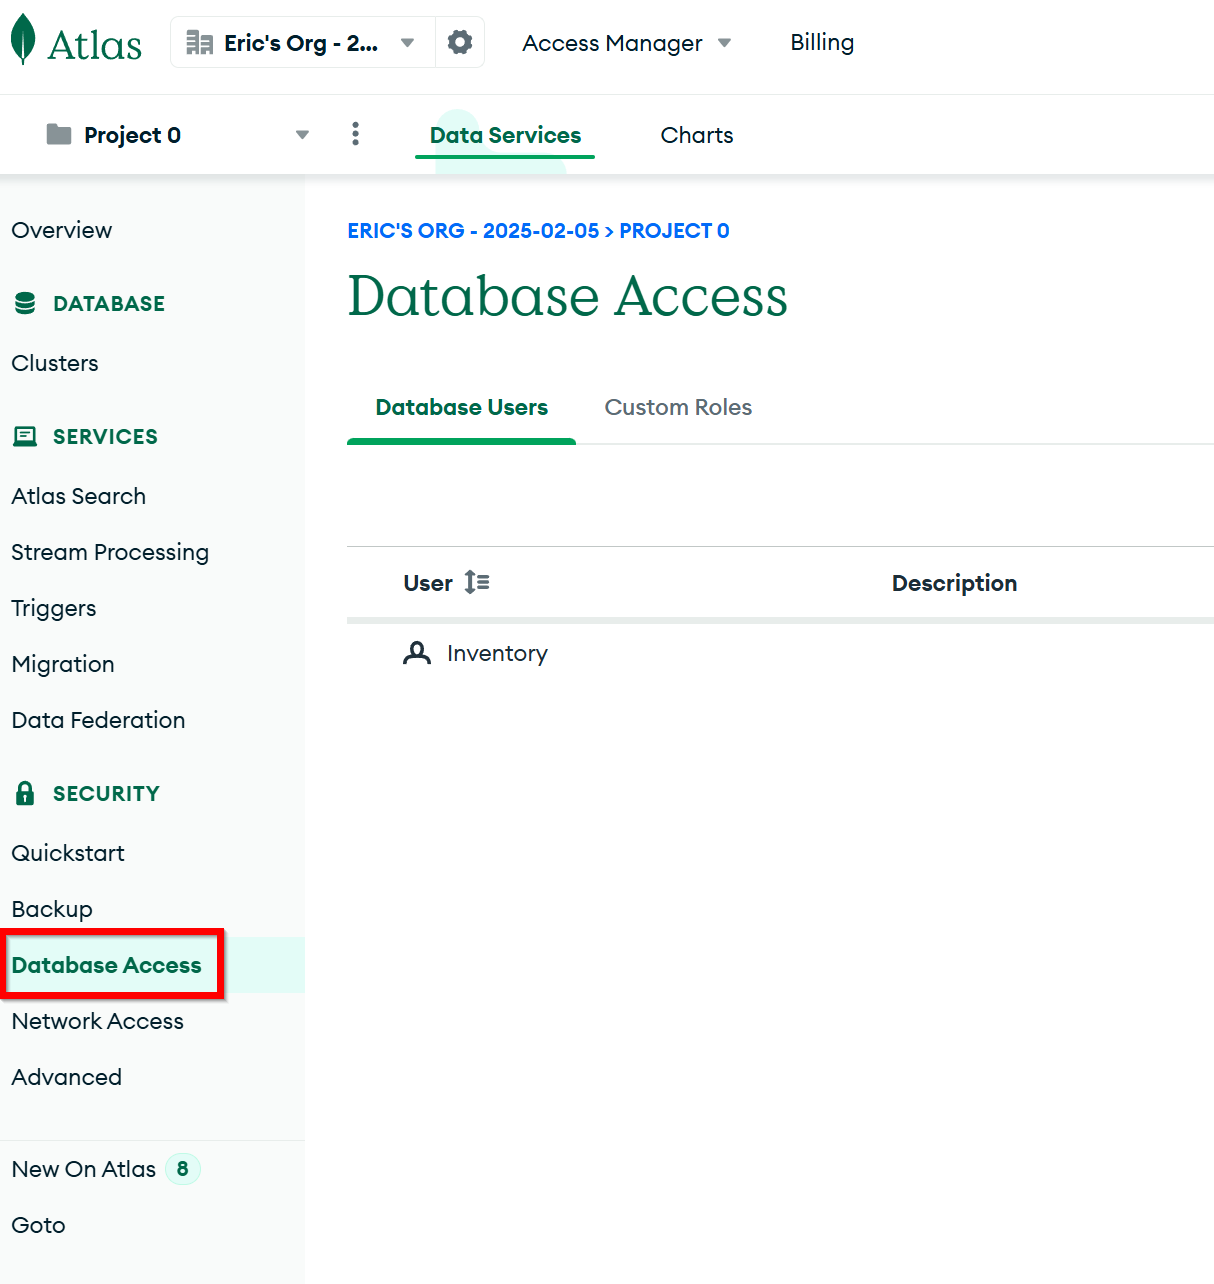 Atlas
Eric's Org - 2...
Access Manager
Billing
Project 0
Data Services
Charts
Overview
DATABASE
Clusters
SERVICES
Atlas Search
Stream Processing
Triggers
Migration
Data Federation
SECURITY
Quickstart
Backup
Database Access
Network Access
Advanced
New On Atlas 8
Goto
ERIC'S ORG - 2025-02-05 > PROJECT 0
Database Access
Database Users
Custom Roles
User
Description
Inventory